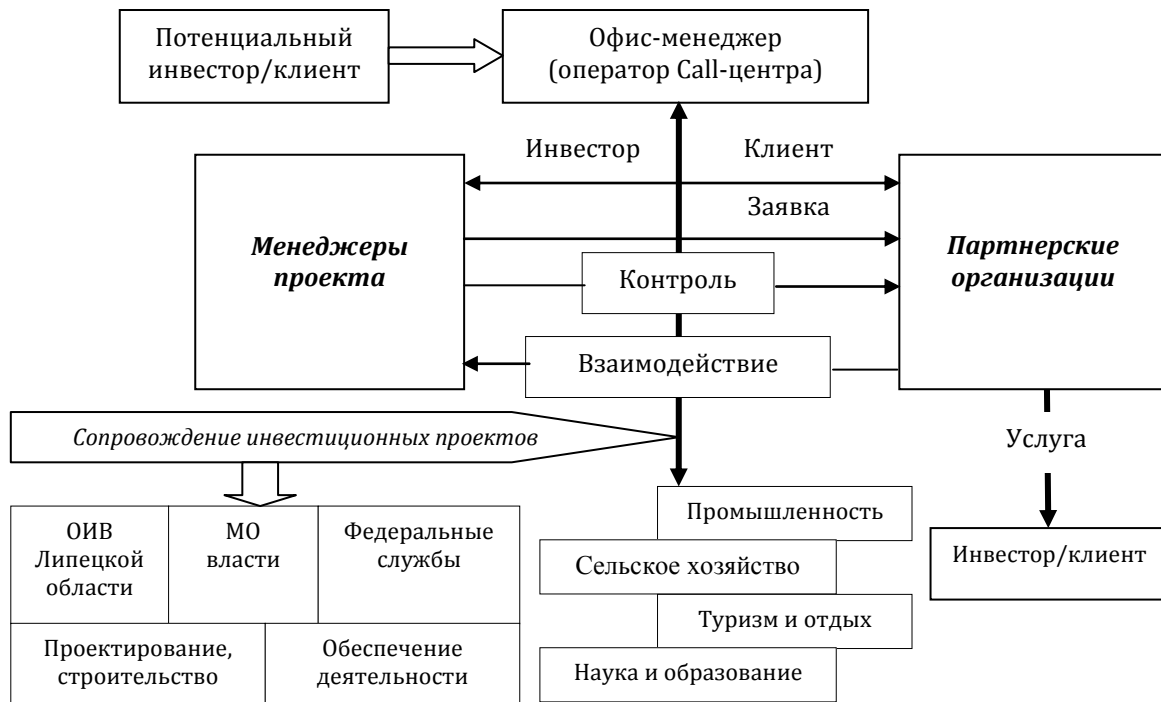 Потенциальный
инвестор/клиент
Офис-менеджер
(оператор Call-центра)
Инвестор
Клиент
Заявка
Менеджеры
проекта
Партнерские
организации
Контроль
Взаимодействие
Сопровождение инвестиционных проектов
Услуга
ОИВ
Липецкой
области
МО
власти
Федеральные
службы
Проектирование,
строительство
Обеспечение
деятельности
Промышленность
Сельское хозяйство
Туризм и отдых
Наука и образование
Инвестор/клиент